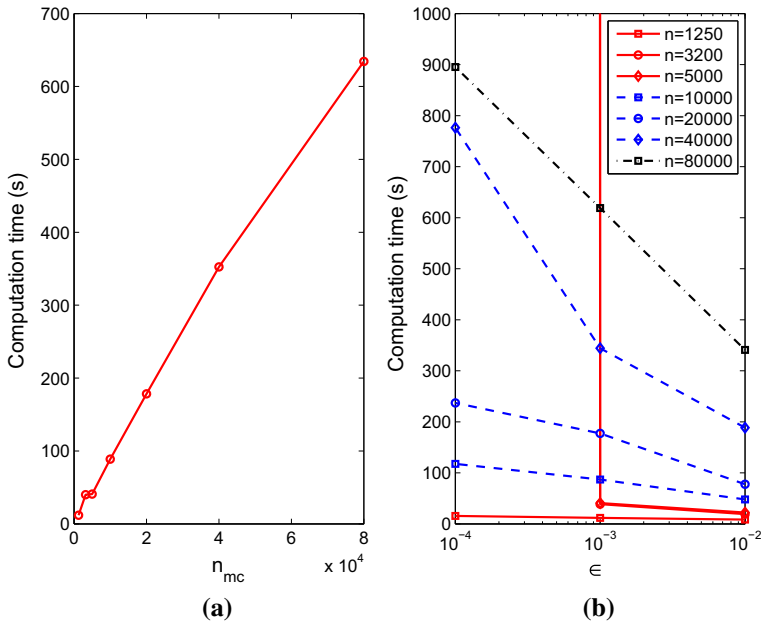 700
600
500
400
300
200
100
0
0 2 4 6 8
x 10⁴
n_mc
Computation time (s)
(a)
1000
900
800
700
600
500
400
300
200
100
0
10⁻⁴ 10⁻³ 10⁻²
∈
Computation time (s)
n=1250
n=3200
n=5000
n=10000
n=20000
n=40000
n=80000
(b)